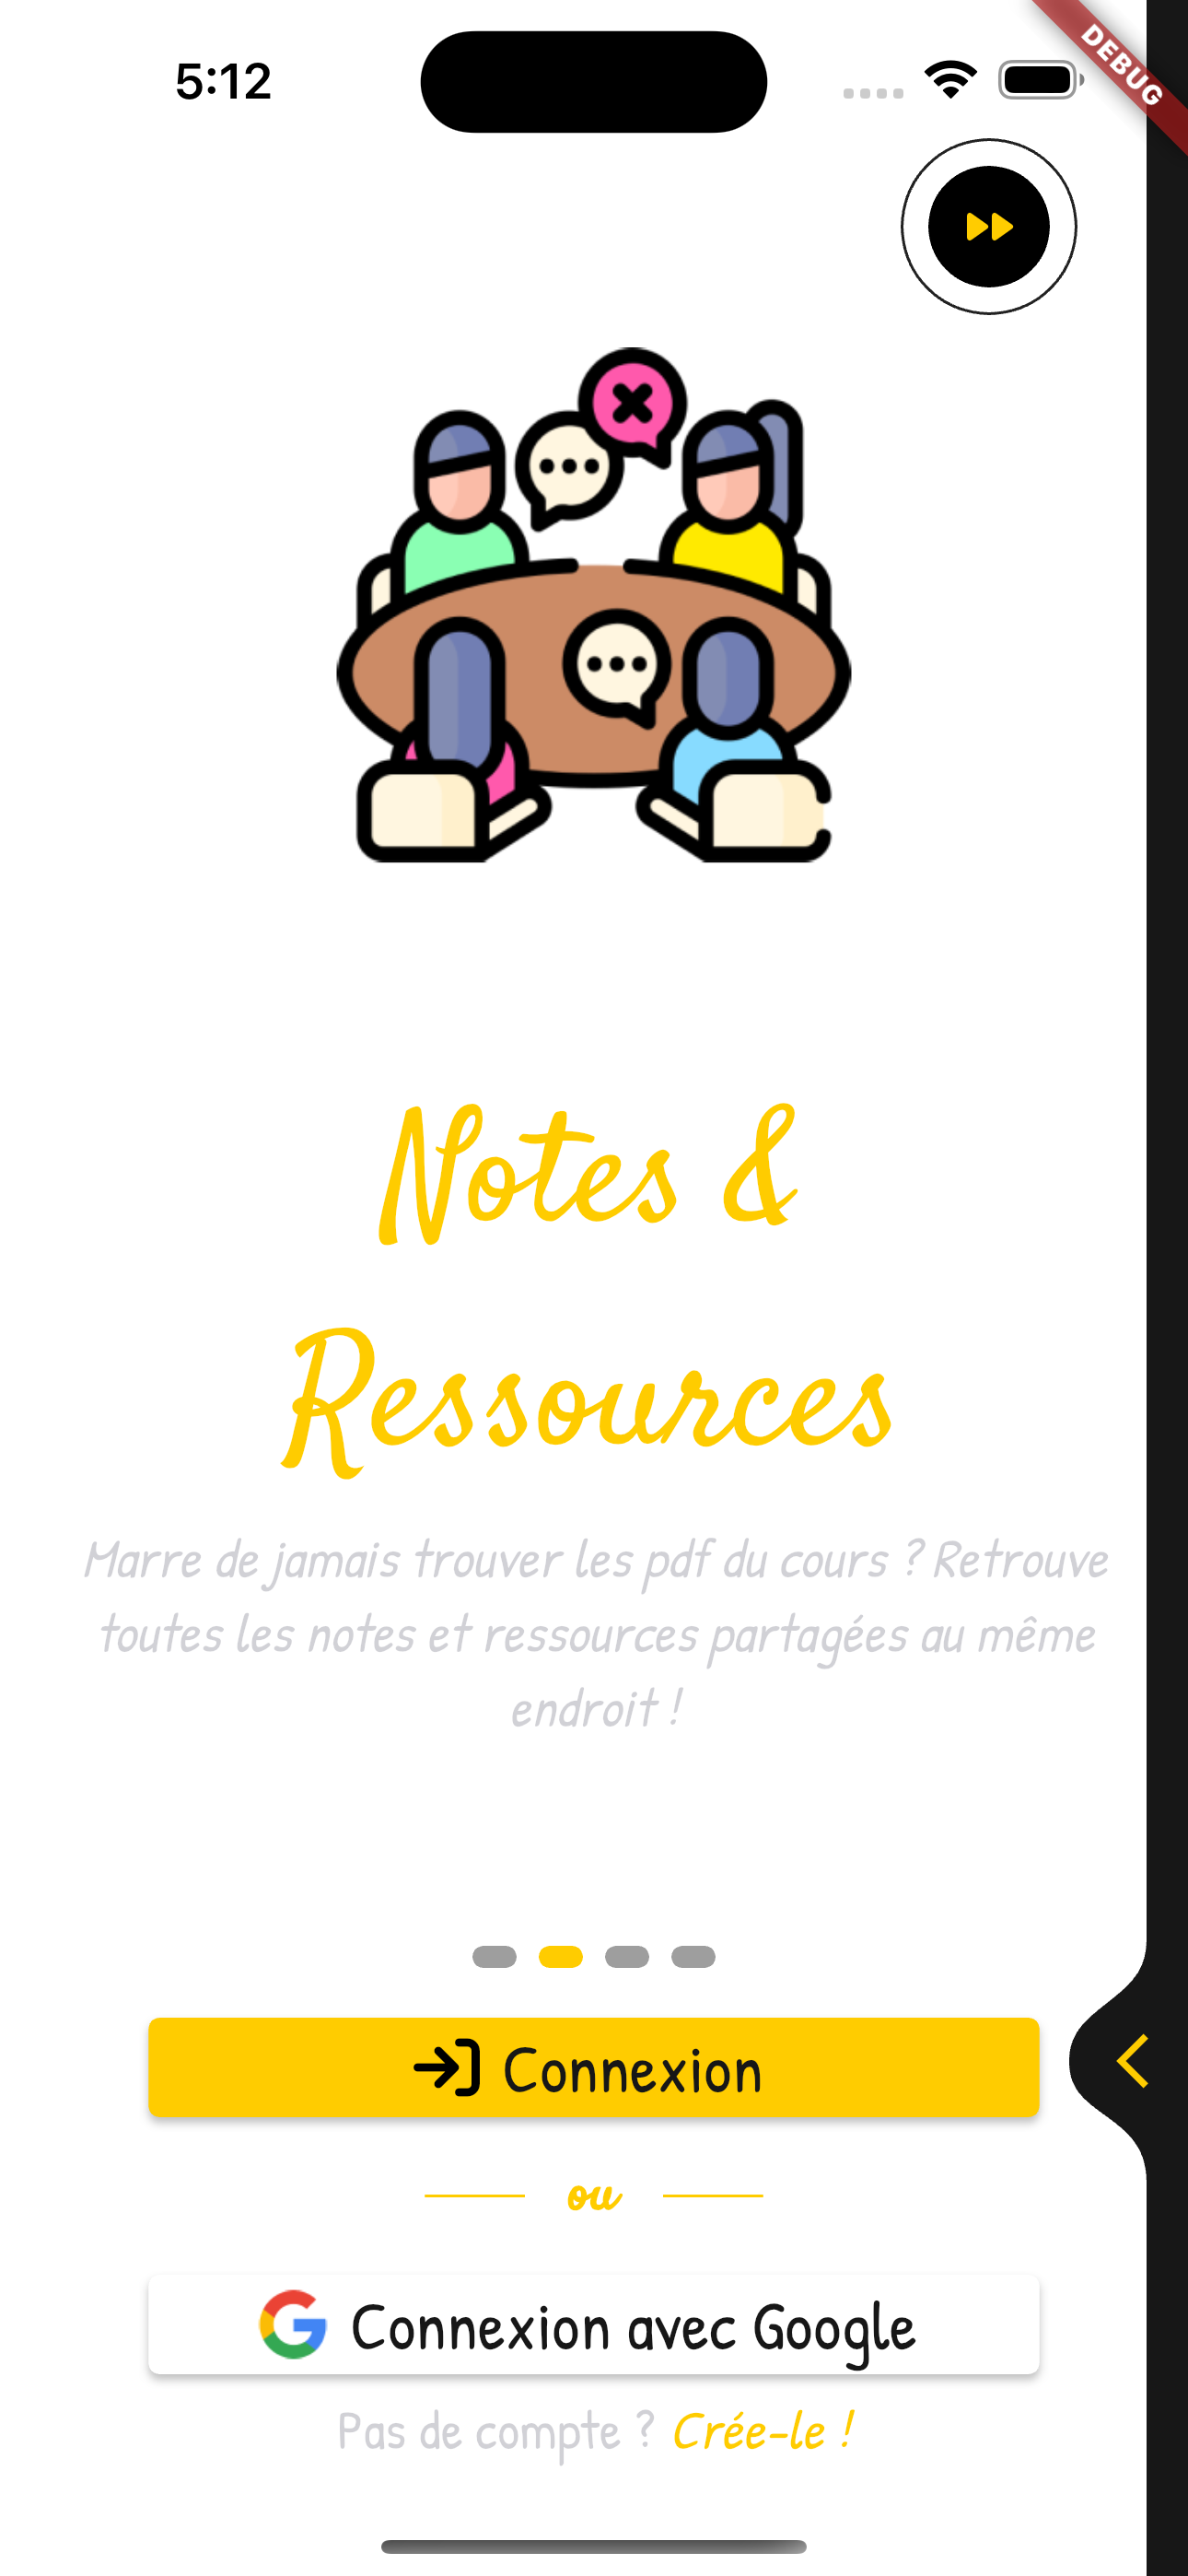 5:12
DEBUG
Notes &
Ressources
Marre de jamais trouver les pdf du cours ? Retrouve
toutes les notes et ressources partagées au même
endroit !
Connexion
ou
Connexion avec Google
Pas de compte ? Crée-le !